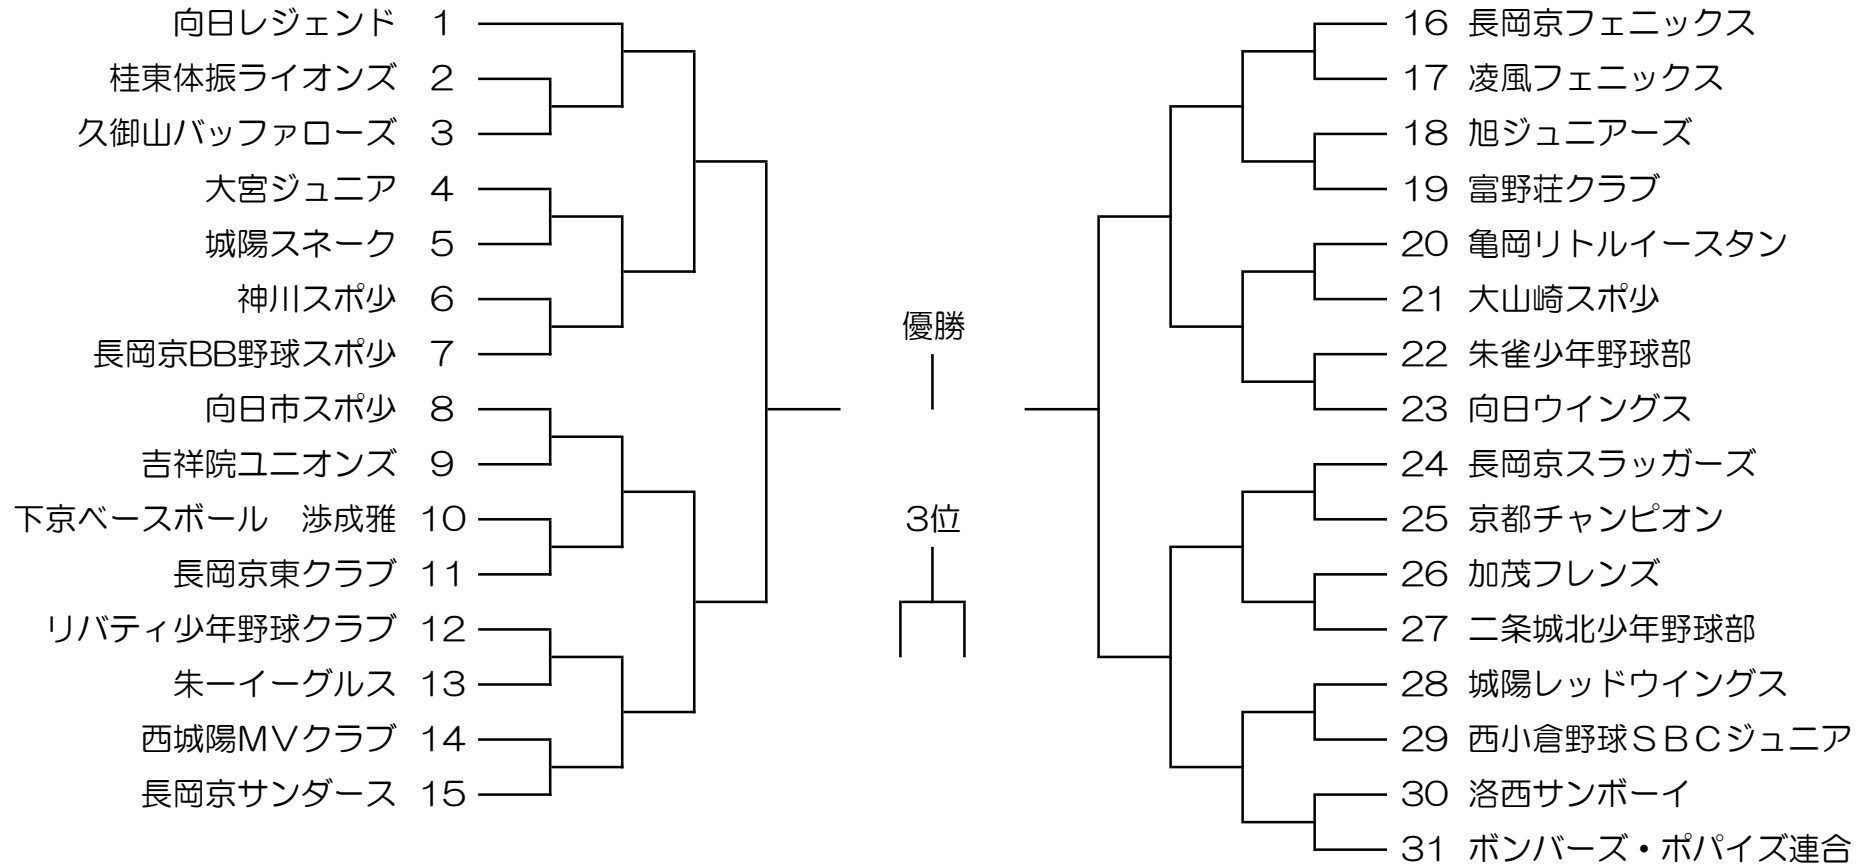 向日レジェンド 1
桂東体振ライオンズ 2
久御山バッファローズ 3
大宮ジュニア 4
城陽スネーク 5
神川スポ少 6
長岡京BB野球スポ少 7
向日市スポ少 8
吉祥院ユニオンズ 9
下京ベースボール　渉成雅 10
長岡京東クラブ 11
リバティ少年野球クラブ 12
朱一イーグルス 13
西城陽MVクラブ 14
長岡京サンダース 15
優勝
3位
16 長岡京フェニックス
17 凌風フェニックス
18 旭ジュニアーズ
19 富野荘クラブ
20 亀岡リトルイースタン
21 大山崎スポ少
22 朱雀少年野球部
23 向日ウイングス
24 長岡京スラッガーズ
25 京都チャンピオン
26 加茂フレンズ
27 二条城北少年野球部
28 城陽レッドウイングス
29 西小倉野球ＳＢＣジュニア
30 洛西サンボーイ
31 ボンバーズ・ポパイズ連合